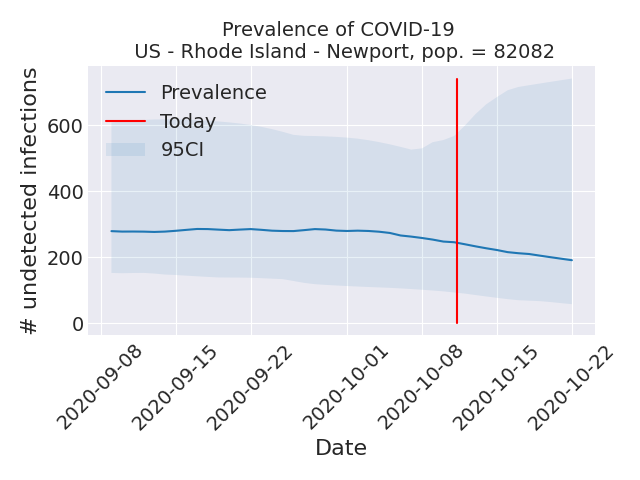 Prevalence of COVID-19
US - Rhode Island - Newport, pop. = 82082
# undetected infections
600
400
200
0
Prevalence
Today
95CI
2020-09-08
2020-09-15
2020-09-22
2020-10-01
2020-10-08
2020-10-15
2020-10-22
Date